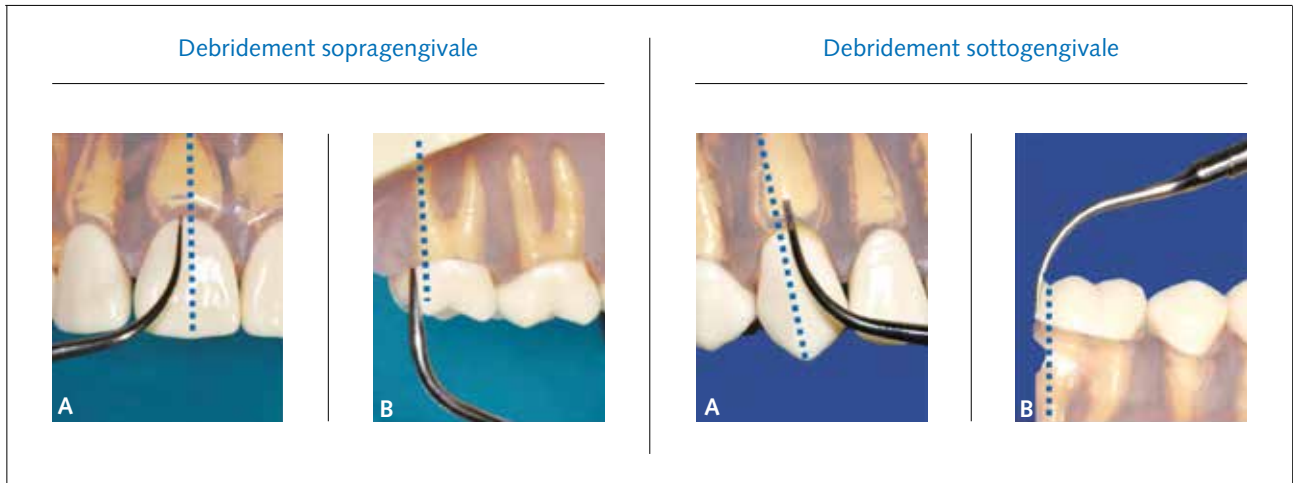 Debridement sopragengivale
Debridement sottogengivale
A
B
A
B